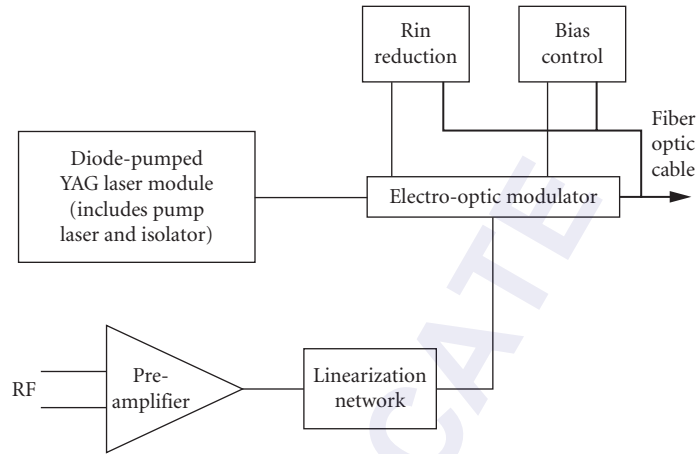 Rin
reduction
Bias
control
Fiber
optic
cable
Diode-pumped
YAG laser module
(includes pump
laser and isolator)
Electro-optic modulator
RF
Pre-
amplifier
Linearization
network
CATE